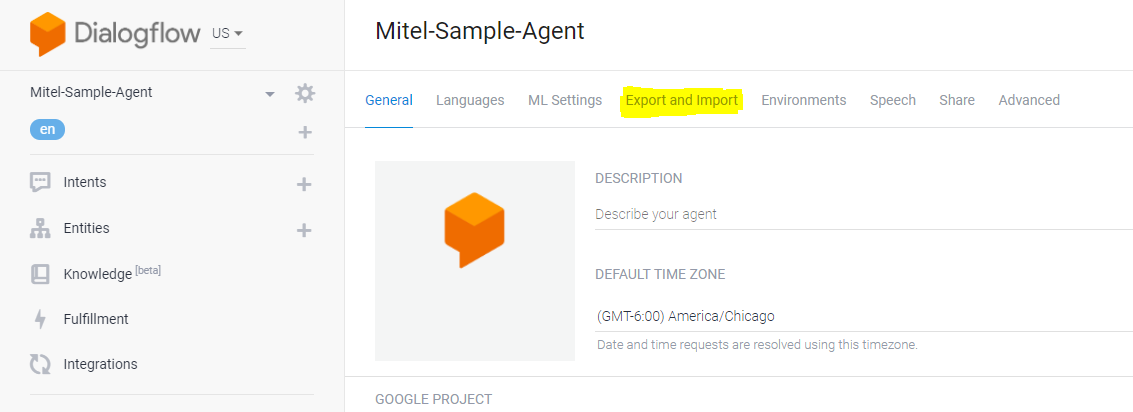 Dialogflow US
Mitel-Sample-Agent
Mitel-Sample-Agent
en
Intents
Entities
Knowledge [beta]
Fulfillment
Integrations
General Languages ML Settings Export and Import Environments Speech Share Advanced
DESCRIPTION
Describe your agent
DEFAULT TIME ZONE
(GMT-6:00) America/Chicago
Date and time requests are resolved using this timezone.
GOOGLE PROJECT